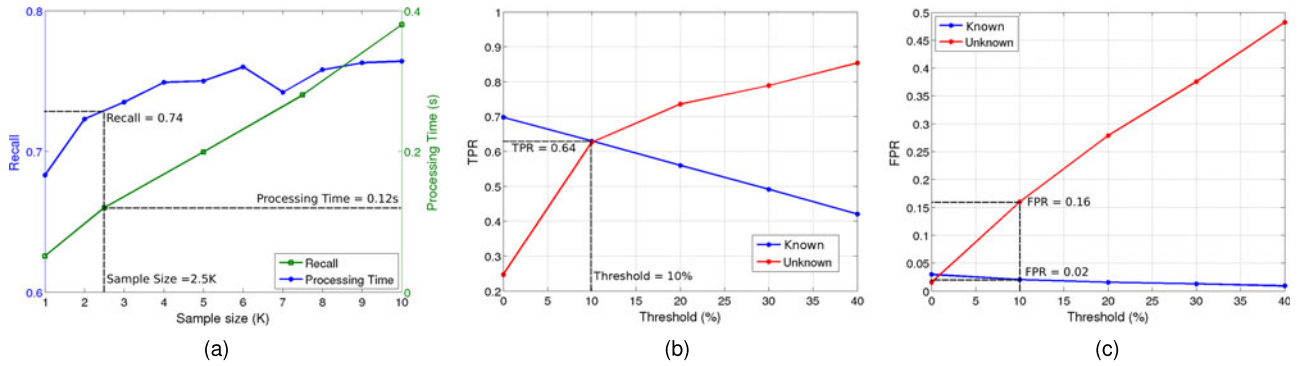 0.8
0.7
0.6
Recall
0.4
0.2
0
Processing Time (s)
Recall = 0.74
Processing Time = 0.12s
Sample Size =2.5K
Recall
Processing Time
1 2 3 4 5 6 7 8 9 10
Sample size (K)
(a)
1
0.9
0.8
0.7
0.6
0.5
0.4
0.3
0.2
TPR
TPR = 0.64
Threshold = 10%
Known
Unknown
0 5 10 15 20 25 30 35 40
Threshold (%)
(b)
0.5
0.45
0.4
0.35
0.3
0.25
0.2
0.15
0.1
0.05
0
FPR
Known
Unknown
FPR = 0.16
FPR = 0.02
0 5 10 15 20 25 30 35 40
Threshold (%)
(c)